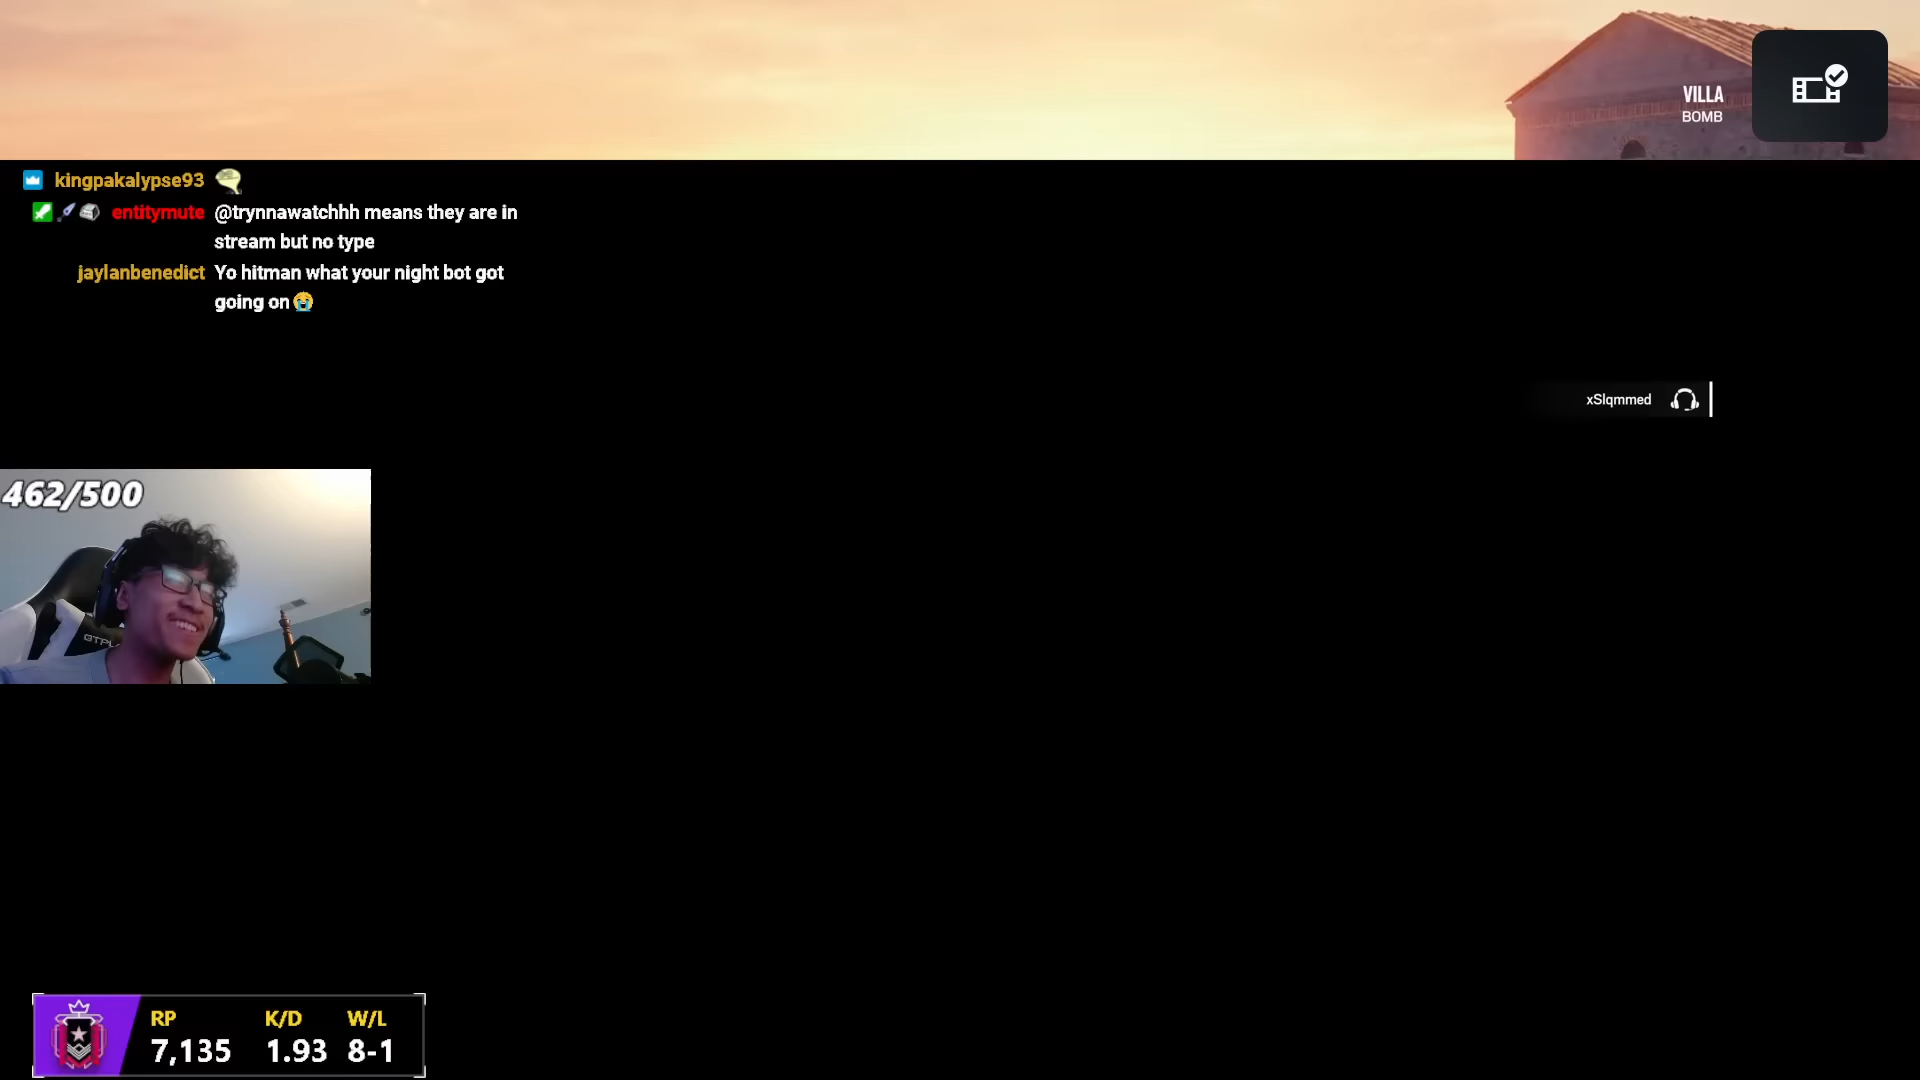 VILLA
BOMB
kingpakalypse93
entitymute @trynnawatchhh means they are in
stream but no type
jaylanbenedict Yo hitman what your night bot got
going on😭
xSlqmmed
462/500
RP K/D W/L
7,135 1.93 8-1